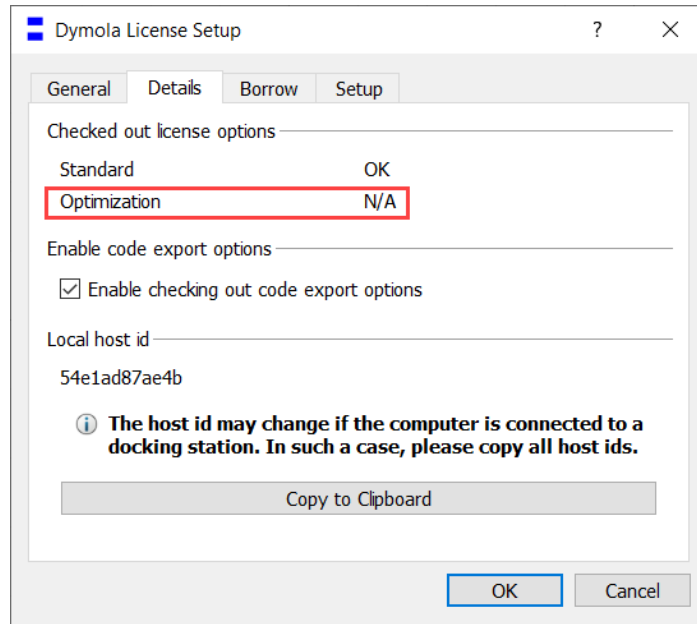 Dymola License Setup ?
General Details Borrow Setup
Checked out license options
Standard OK
Optimization N/A
Enable code export options
Enable checking out code export options
Local host id
54e1ad87ae4b
The host id may change if the computer is connected to a
docking station. In such a case, please copy all host ids.
Copy to Clipboard
OK Cancel